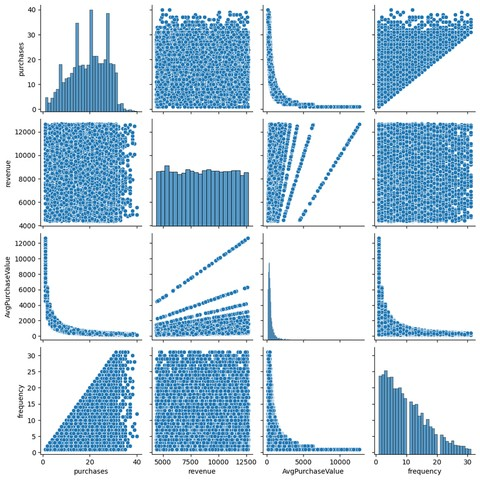 40
30
20
10
0
purchases
12000
10000
8000
6000
4000
revenue
12000
10000
8000
6000
4000
2000
0
AvgPurchaseValue
30
25
20
15
10
5
0
frequency
0 20 40
5000 7500 10000 12500
0 5000 10000
0 10 20 30
purchases revenue AvgPurchaseValue frequency